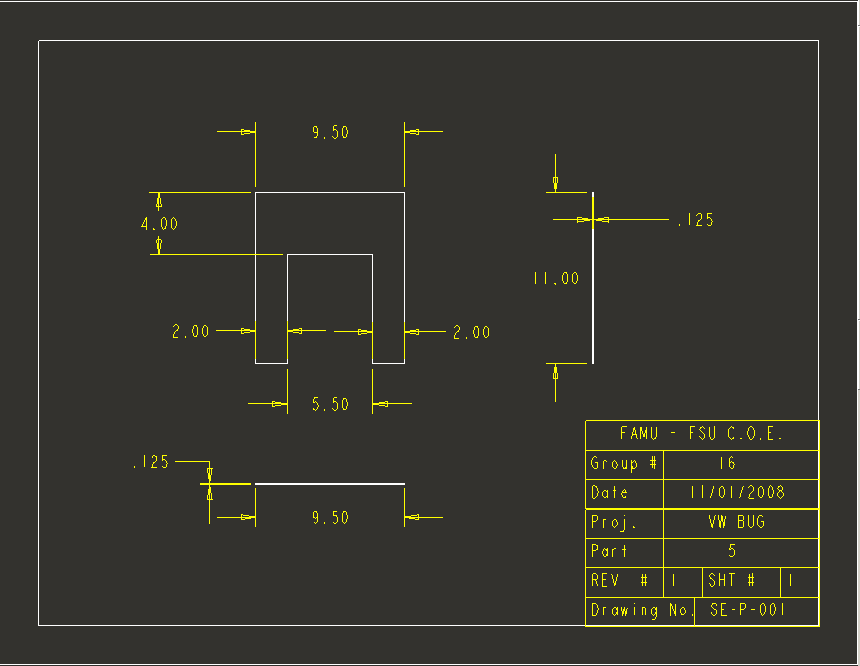 9.50
4.00
.125
11.00
2.00
2.00
5.50
.125
9.50
FAMU - FSU C.O.E.
Group # 16
Date 11/01/2008
Proj. VW BUG
Part 5
REV # 1 SHT # 1
Drawing No. SE-P-001